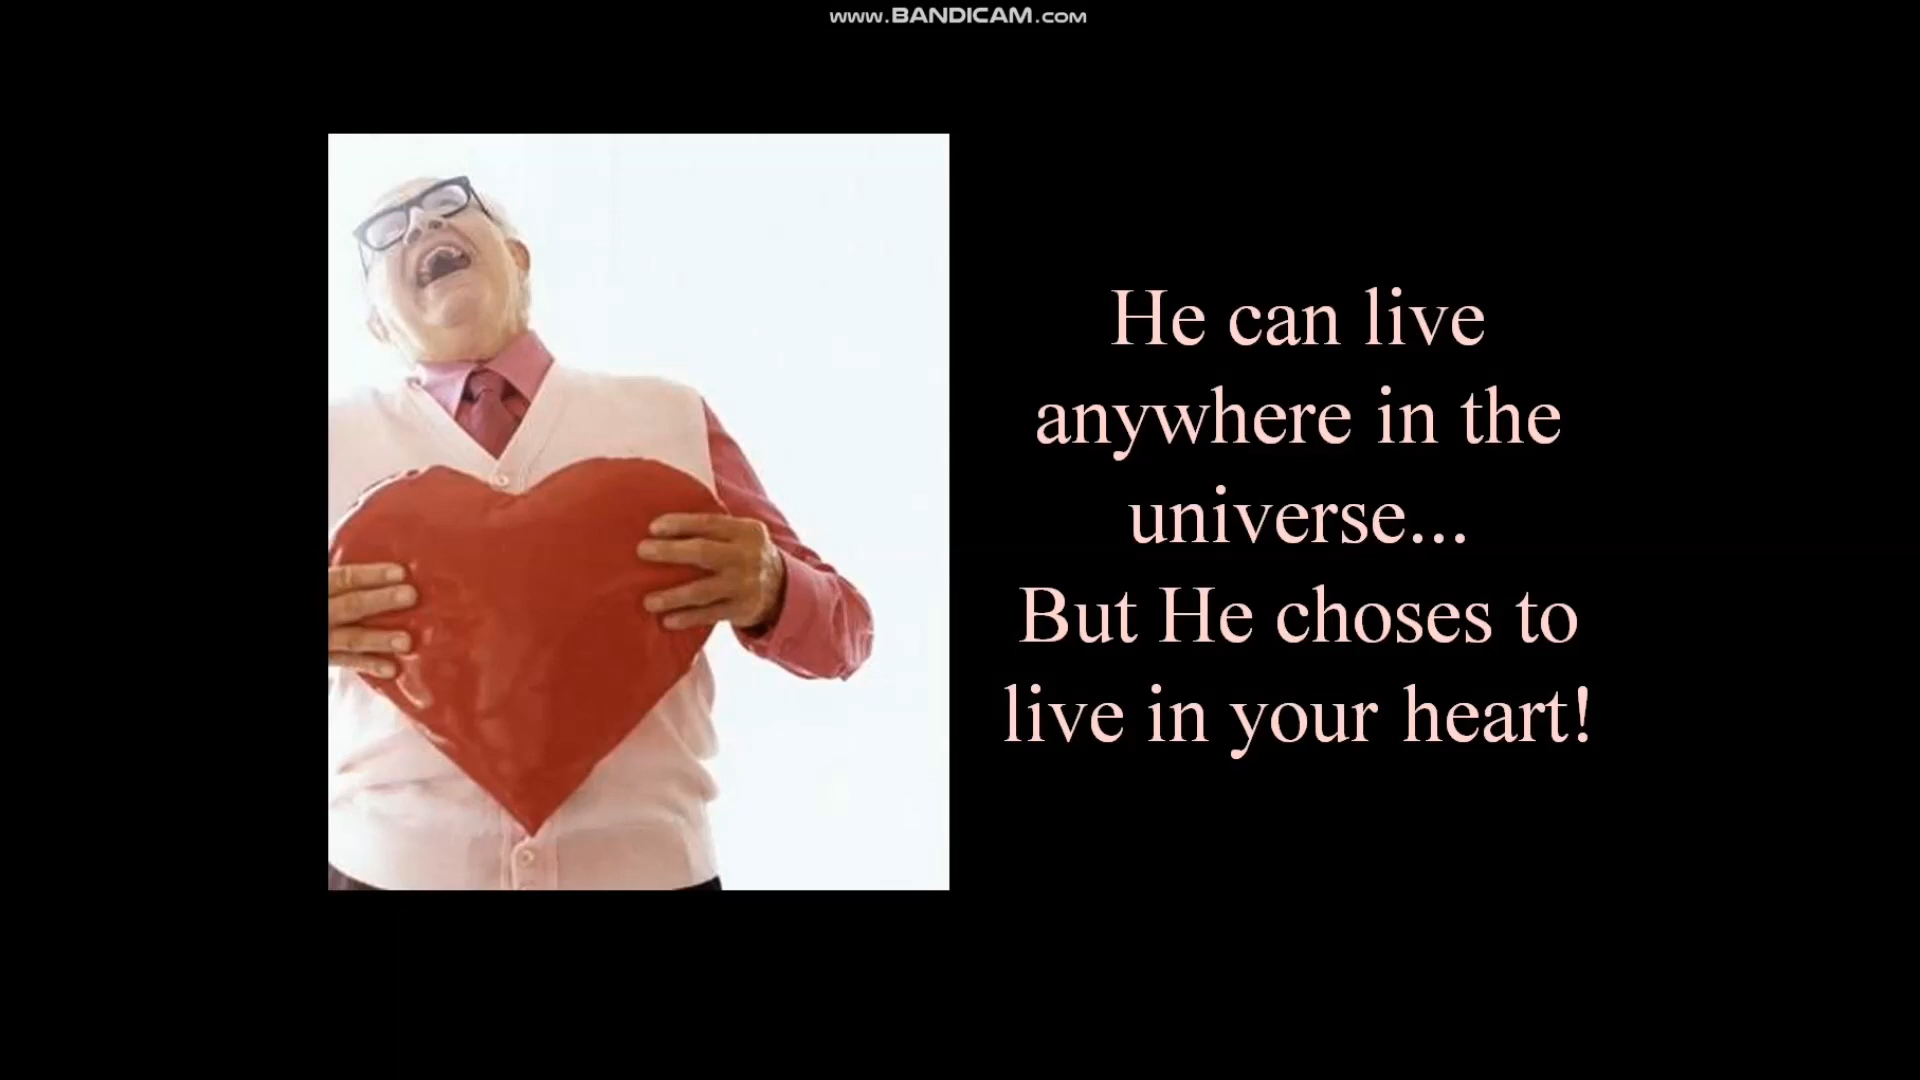 www.BANDICAM.com
He can live
anywhere in the
universe...
But He choses to
live in your heart!